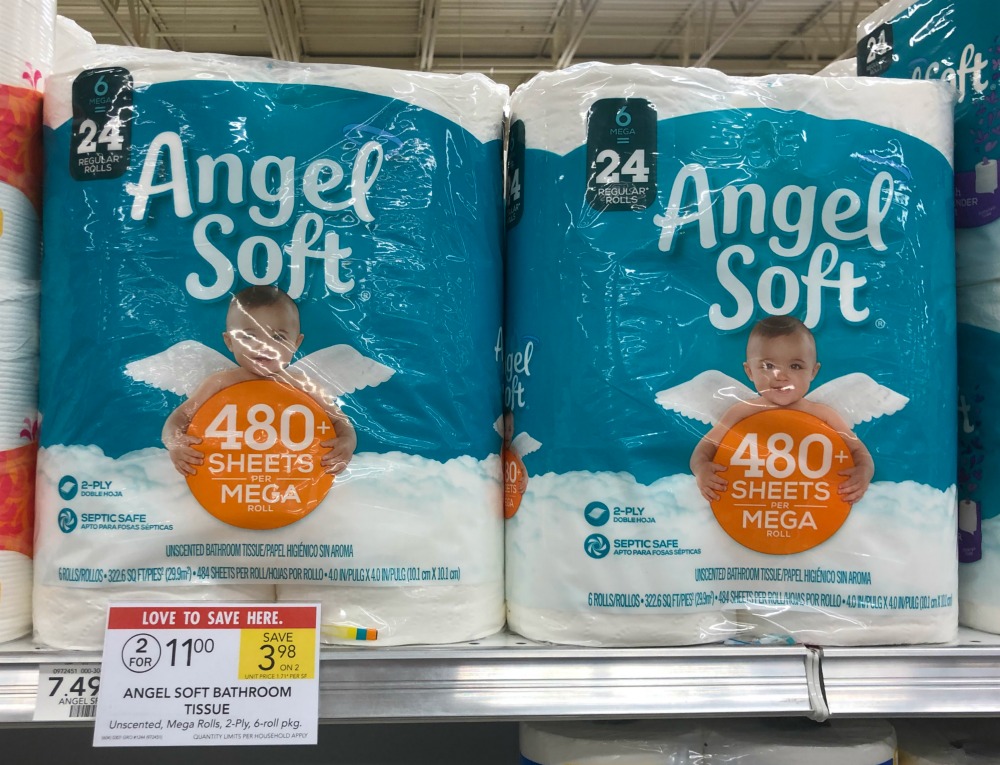 6
MEGA
=
24
REGULAR
ROLLS
Angel
Soft
®
480+
SHEETS
PER
MEGA
ROLL
2-PLY
DOBLE HOJA
SEPTIC SAFE
APTO PARA FOSAS SÉPTICAS
UNSCENTED BATHROOM TISSUE/PAPEL HIGIÉNICO SIN AROMA
6 ROLLS/ROLLOS • 322.6 SQ FT/PIES² (29.9m²) • 484 SHEETS PER ROLL/HOJAS POR ROLLO • 4.0 IN/PULG X 4.0 IN/PULG (10.1 cm X 10.1 cm)
6
MEGA
=
24
REGULAR
ROLLS
Angel
Soft
®
480+
SHEETS
PER
MEGA
ROLL
2-PLY
DOBLE HOJA
SEPTIC SAFE
APTO PARA FOSAS SÉPTICAS
UNSCENTED BATHROOM TISSUE/PAPEL HIGIÉNICO SIN AROMA
6 ROLLS/ROLLOS • 322.6 SQ FT/PIES² (29.9m²) • 484 SHEETS PER ROLL/HOJAS POR ROLLO • 4.0 IN/PULG X 4.0 IN/PULG (10.1 cm X 10.1 cm)
24
Soft
LOVE TO SAVE HERE.
2 FOR 11.00
SAVE
3.98
ON 2
ANGEL SOFT BATHROOM
TISSUE
Unscented, Mega Rolls, 2-Ply, 6-roll pkg.
QUANTITY LIMITS PER HOUSEHOLD APPLY
7.49